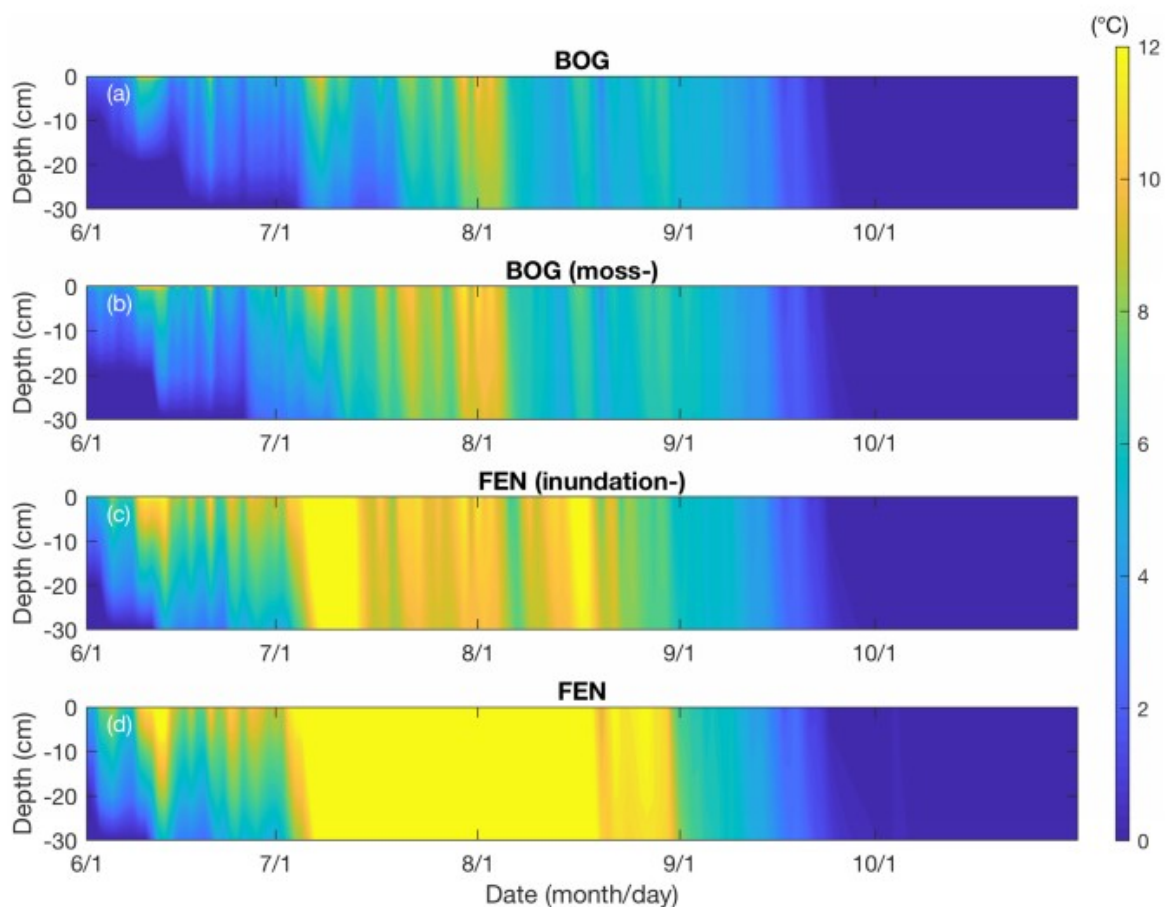 (°C)
BOG
(a)
0
-10
-20
-30
Depth (cm)
6/1 7/1 8/1 9/1 10/1
BOG (moss-)
(b)
0
-10
-20
-30
Depth (cm)
6/1 7/1 8/1 9/1 10/1
FEN (inundation-)
(c)
0
-10
-20
-30
Depth (cm)
6/1 7/1 8/1 9/1 10/1
FEN
(d)
0
-10
-20
-30
Depth (cm)
6/1 7/1 8/1 9/1 10/1
Date (month/day)
12
10
8
6
4
2
0